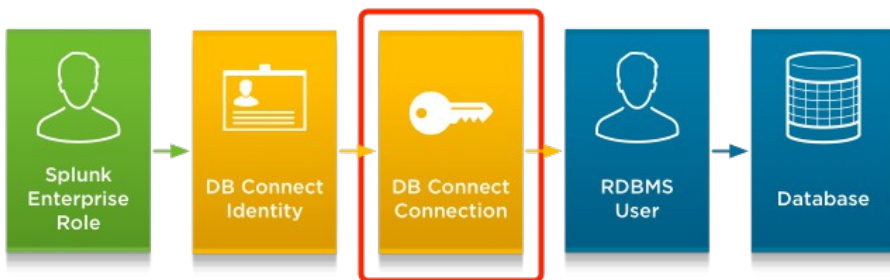 Splunk
Enterprise
Role
DB Connect
Identity
DB Connect
Connection
RDBMS
User
Database